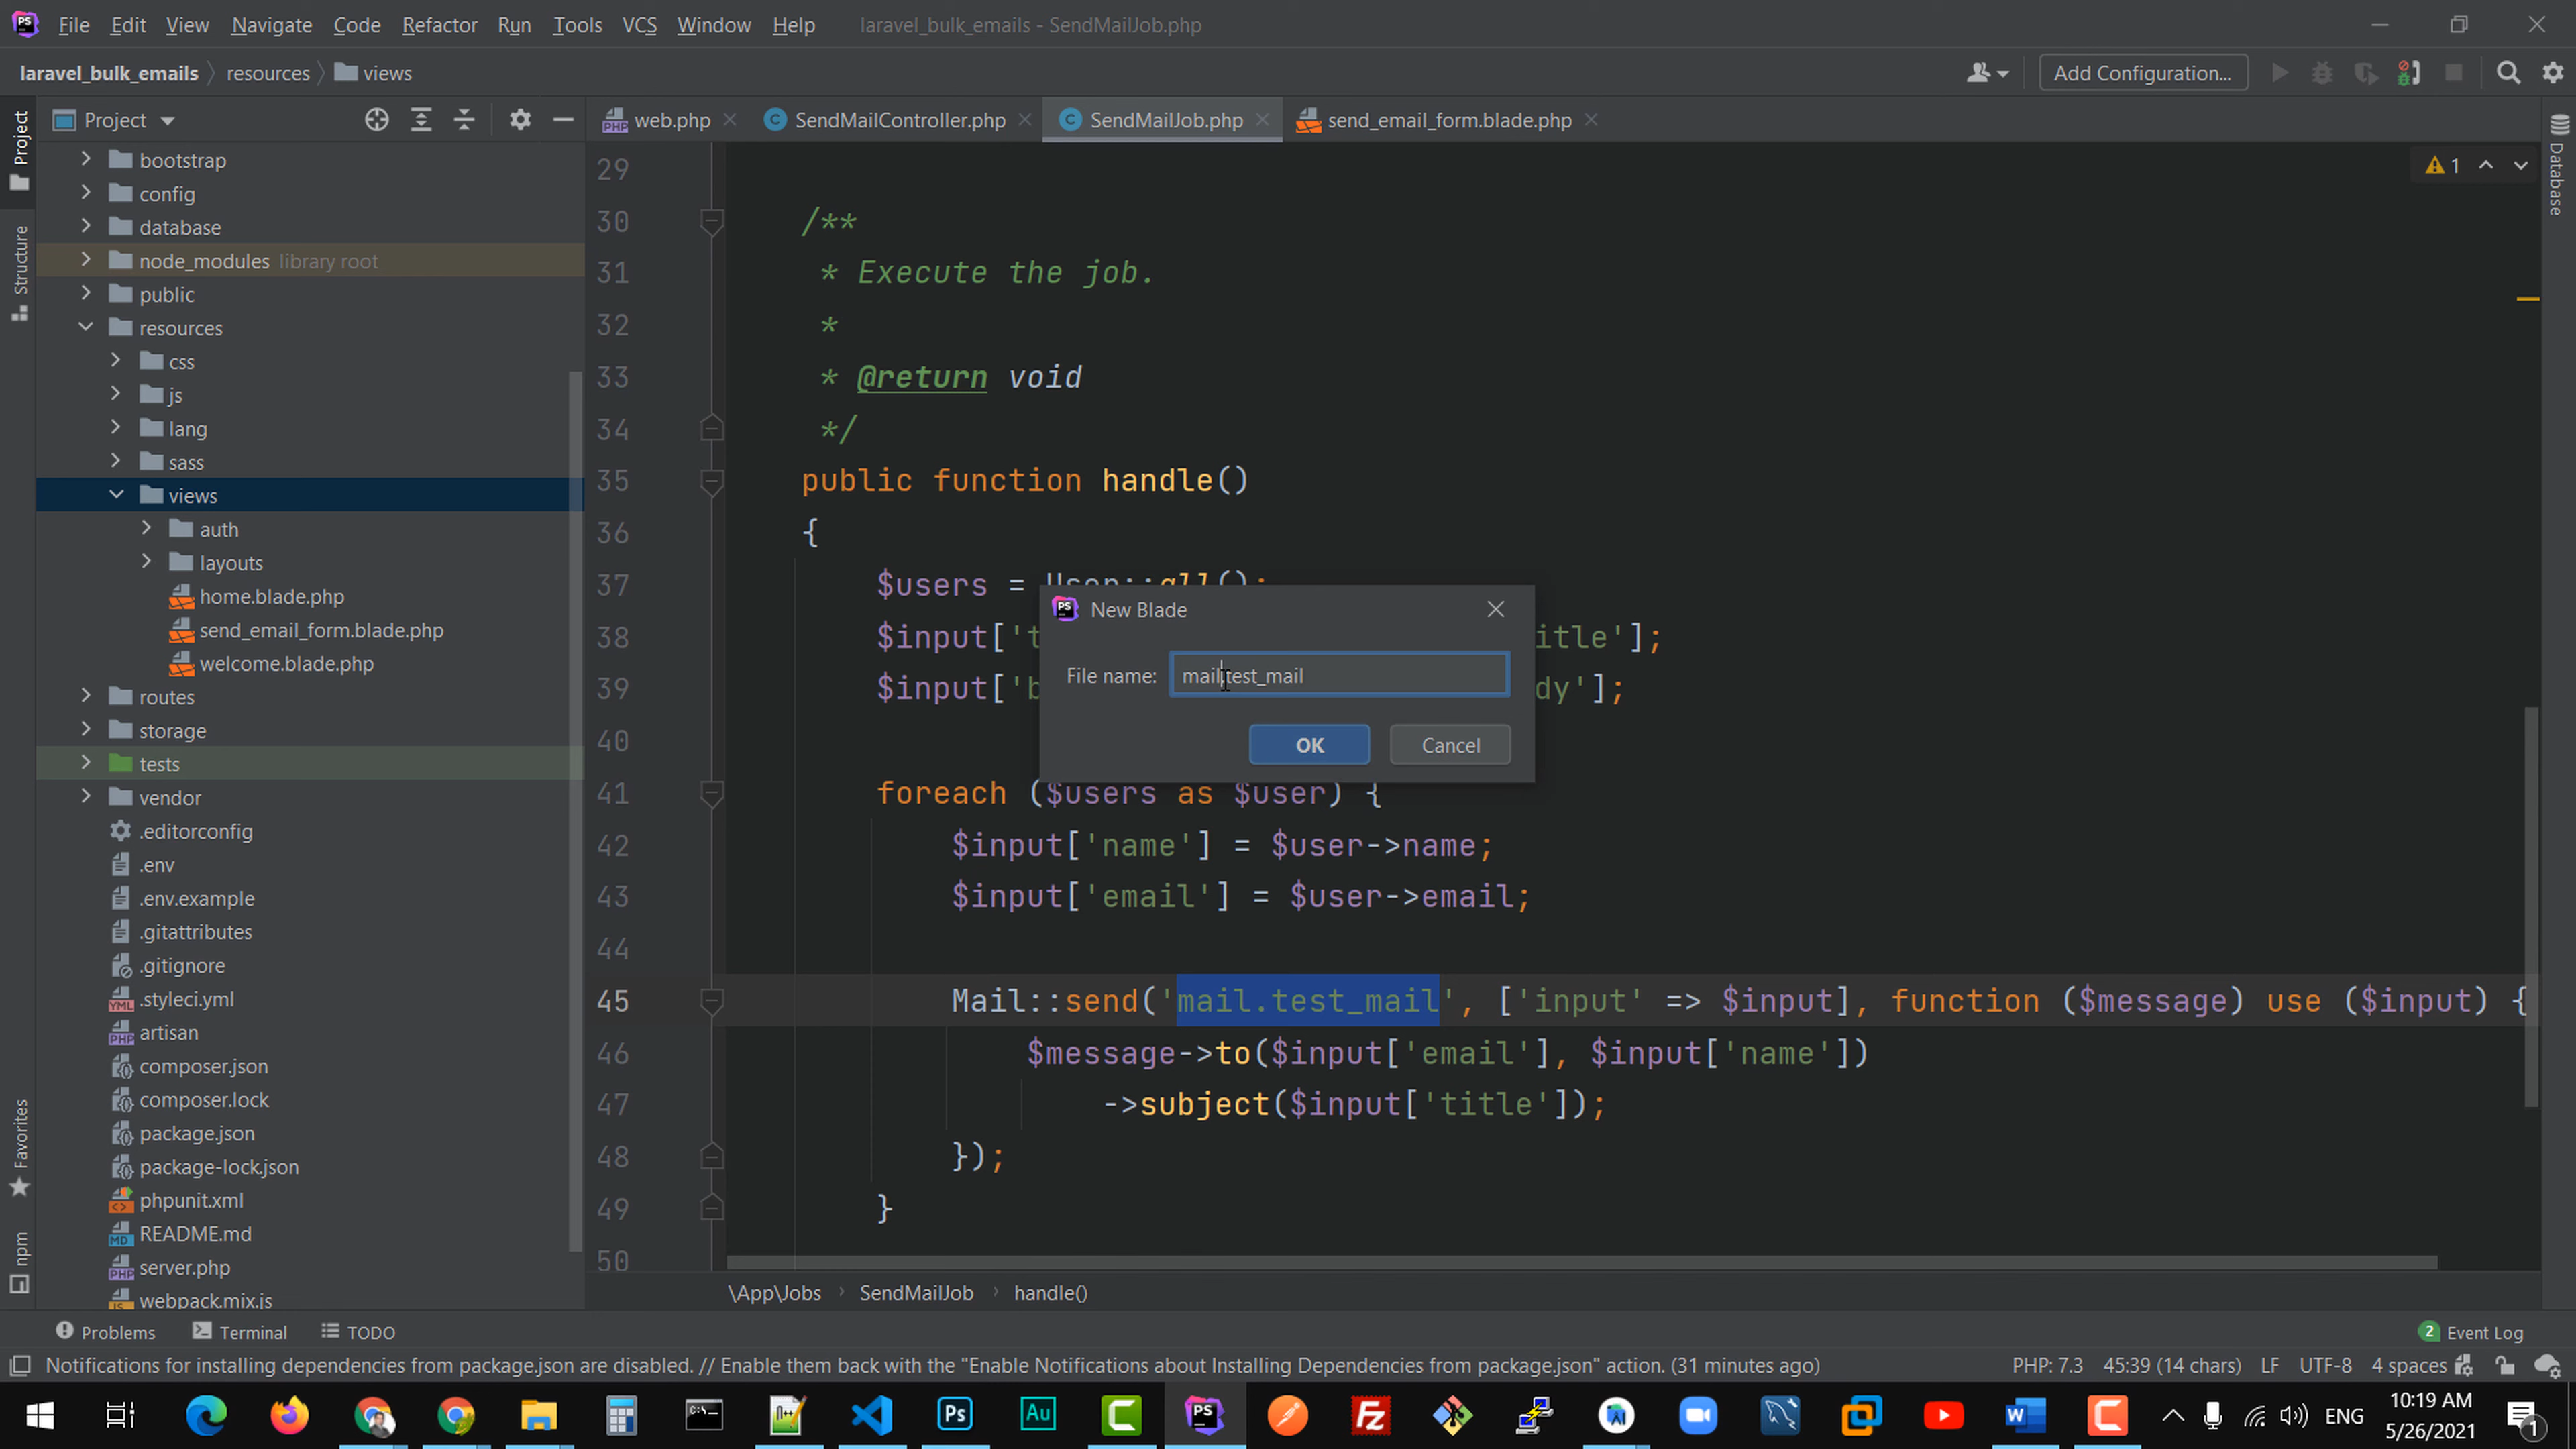 File Edit View Navigate Code Refactor Run Tools VCS Window Help laravel_bulk_emails - SendMailJob.php
laravel_bulk_emails resources views Add Configuration...
Project web.php SendMailController.php SendMailJob.php send_email_form.blade.php
Project
Structure
Favorites
npm
Database
bootstrap
config
database
node_modules library root
public
resources
css
js
lang
sass
views
auth
layouts
home.blade.php
send_email_form.blade.php
welcome.blade.php
routes
storage
tests
vendor
.editorconfig
.env
.env.example
.gitattributes
.gitignore
.styleci.yml
artisan
composer.json
composer.lock
package.json
package-lock.json
phpunit.xml
README.md
server.php
webpack.mix.js
1
29
30 /**
31 * Execute the job.
32 *
33 * @return void
34 */
35 public function handle()
36 {
37 $users = User::all();
38 $input['t itle'];
39 $input['b dy'];
40
41 foreach ($users as $user) {
42 $input['name'] = $user->name;
43 $input['email'] = $user->email;
44
45 Mail::send('mail.test_mail', ['input' => $input], function ($message) use ($input) {
46 $message->to($input['email'], $input['name'])
47 ->subject($input['title']);
48 });
49 }
50
New Blade
File name: mail.test_mail
OK Cancel
\App\Jobs SendMailJob handle()
Problems Terminal TODO 2 Event Log
Notifications for installing dependencies from package.json are disabled. // Enable them back with the "Enable Notifications about Installing Dependencies from package.json" action. (31 minutes ago) PHP: 7.3 45:39 (14 chars) LF UTF-8 4 spaces
ENG 10:19 AM
5/26/2021 1